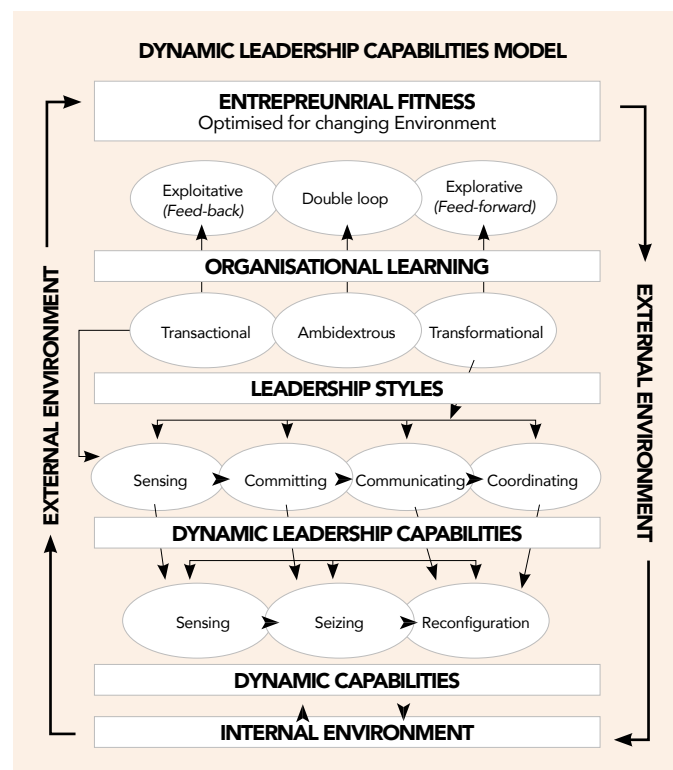 DYNAMIC LEADERSHIP CAPABILITIES MODEL
ENTREPREUNRIAL FITNESS
Optimised for changing Environment
Exploitative
(Feed-back)
Double loop
Explorative
(Feed-forward)
ORGANISATIONAL LEARNING
Transactional
Ambidextrous
Transformational
LEADERSHIP STYLES
Sensing
Committing
Communicating
Coordinating
DYNAMIC LEADERSHIP CAPABILITIES
Sensing
Seizing
Reconfiguration
DYNAMIC CAPABILITIES
INTERNAL ENVIRONMENT
EXTERNAL ENVIRONMENT
EXTERNAL ENVIRONMENT